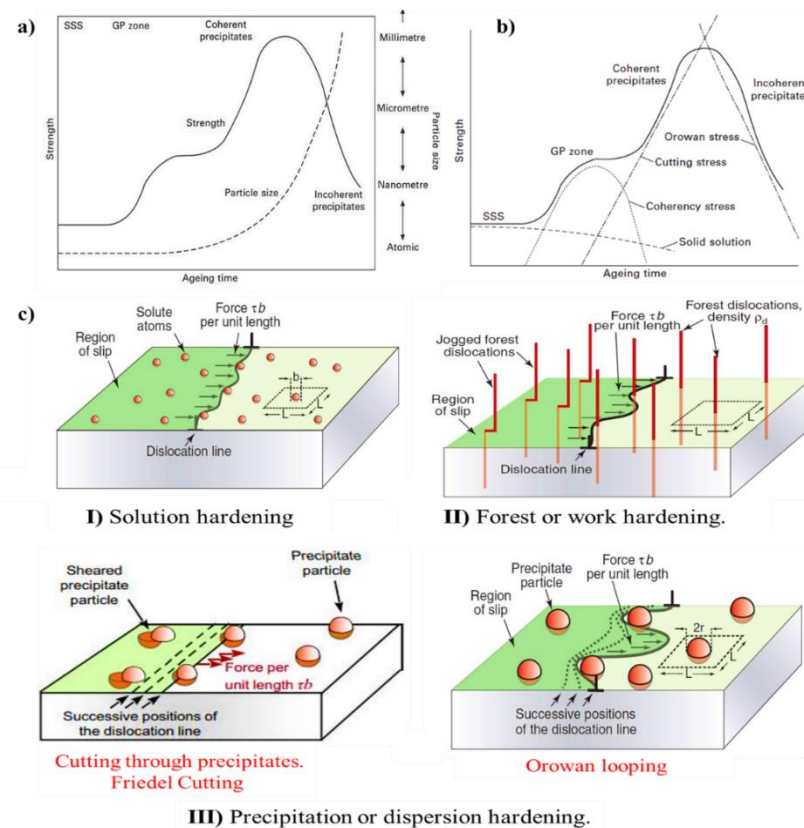 a)
SSS
GP zone
Coherent
precipitates
Strength
Particle size
Incoherent
precipitates
Strength
Ageing time
Millimetre
Micrometre
Nanometre
Atomic
Particle size
b)
Coherent
precipitates
Incoherent
precipitate
GP zone
Orowan stress
Cutting stress
Coherency stress
SSS
Solid solution
Strength
Ageing time
c)
Solute
atoms
Force τb
per unit length
Region
of slip
b
L
L
Dislocation line
I) Solution hardening
Jogged forest
dislocations
Force τb
per unit length
Forest dislocations,
density ρd
Region
of slip
L
L
Dislocation line
II) Forest or work hardening.
Sheared
precipitate
particle
Precipitate
particle
Force per
unit length τb
Successive positions of
the dislocation line
Cutting through precipitates.
Friedel Cutting
Precipitate
particle
Force τb
per unit length
Region
of slip
2r
L
L
Successive positions
of the dislocation line
Orowan looping
III) Precipitation or dispersion hardening.